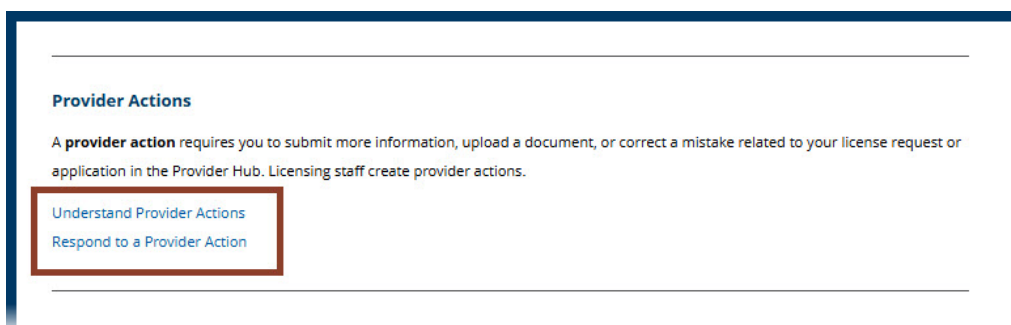 Provider Actions
A provider action requires you to submit more information, upload a document, or correct a mistake related to your license request or
application in the Provider Hub. Licensing staff create provider actions.
Understand Provider Actions
Respond to a Provider Action